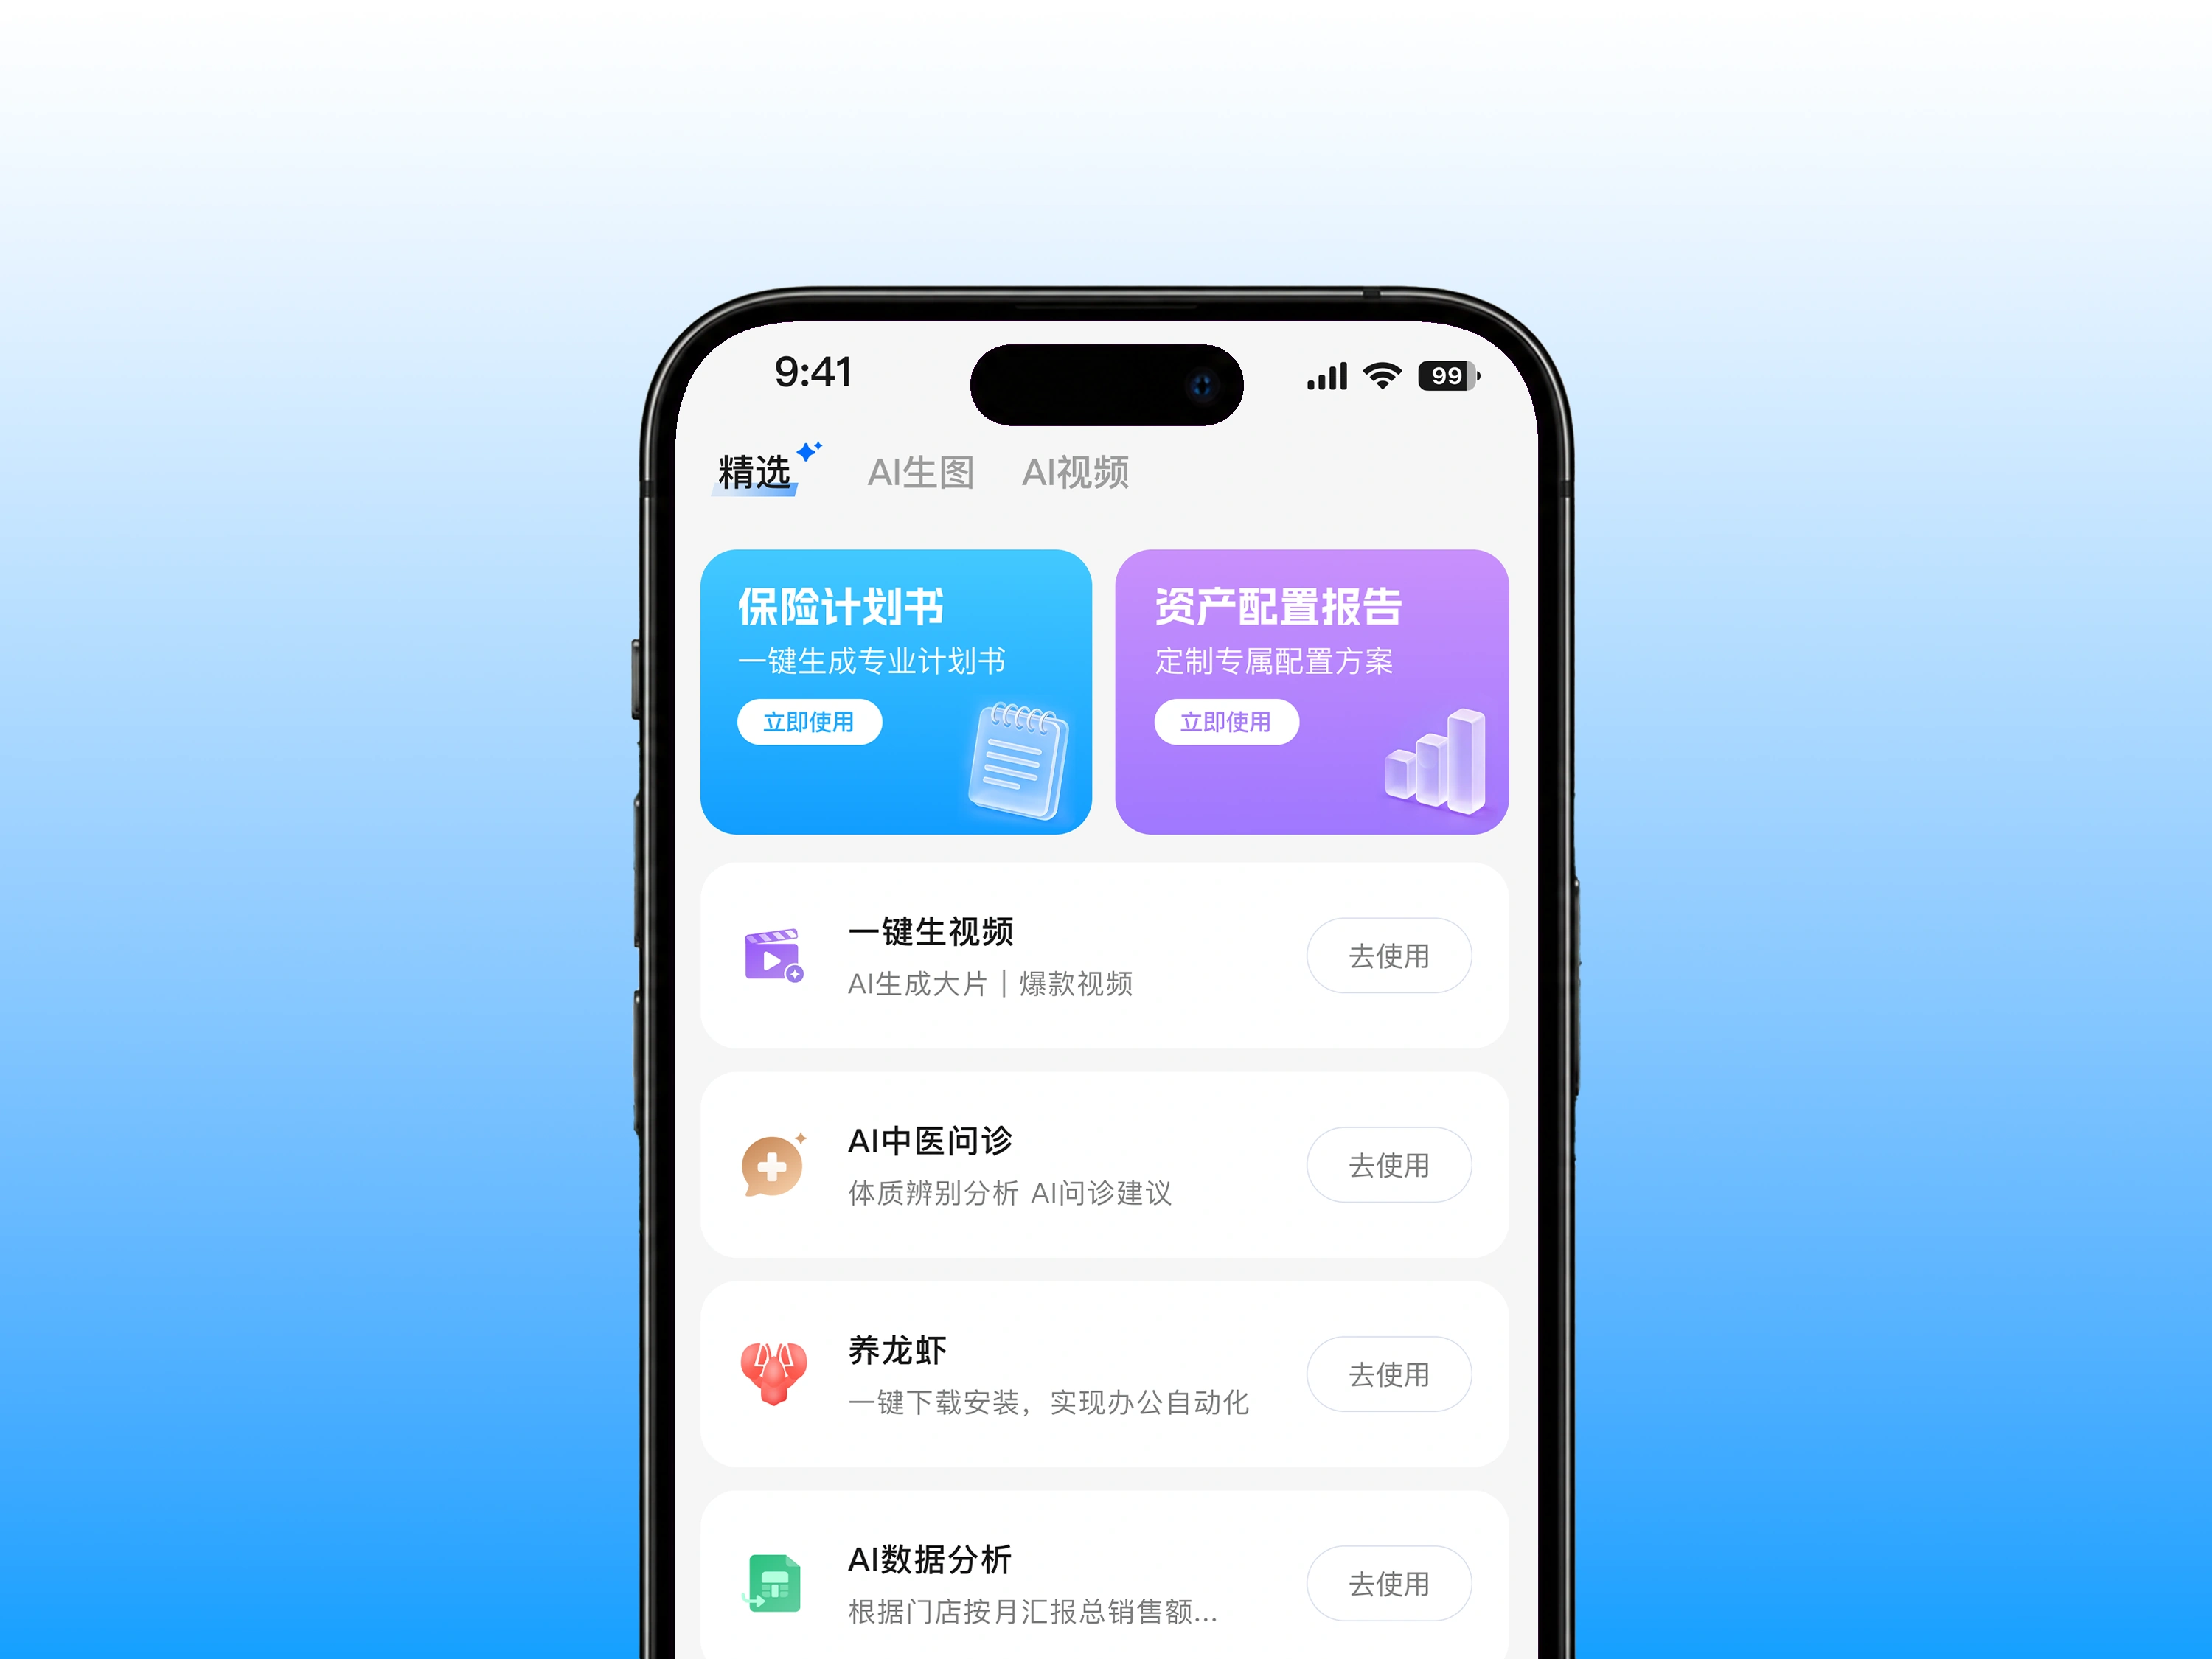 9:41
99
精选
AI生图
AI视频
保险计划书
一键生成专业计划书
立即使用
资产配置报告
定制专属配置方案
立即使用
一键生视频
AI生成大片｜爆款视频
去使用
AI中医问诊
体质辨别分析 AI问诊建议
去使用
养龙虾
一键下载安装，实现办公自动化
去使用
AI数据分析
根据门店按月汇报总销售额...
去使用